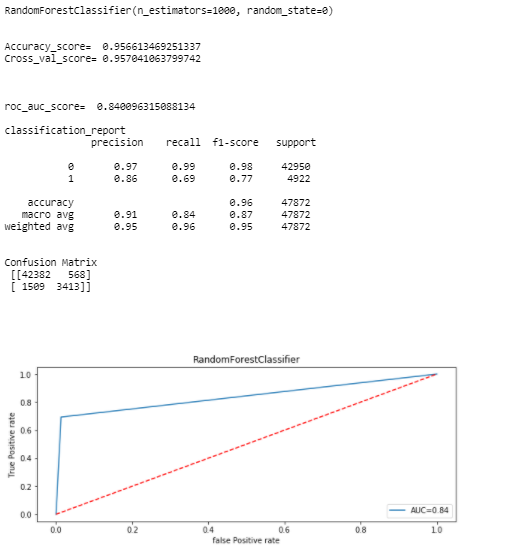 RandomForestClassifier(n_estimators=1000, random_state=0)
Accuracy_score= 0.956613469251337
Cross_val_score= 0.957041063799742
roc_auc_score= 0.840096315088134
classification_report
precision recall f1-score support
0 0.97 0.99 0.98 42950
1 0.86 0.69 0.77 4922
accuracy 0.96 47872
macro avg 0.91 0.84 0.87 47872
weighted avg 0.95 0.96 0.95 47872
Confusion Matrix
[[42382 568]
[ 1509 3413]]
RandomForestClassifier
1.0
0.8
0.6
0.4
0.2
0.0
True Positive rate
AUC=0.84
0.0 0.2 0.4 0.6 0.8 1.0
false Positive rate